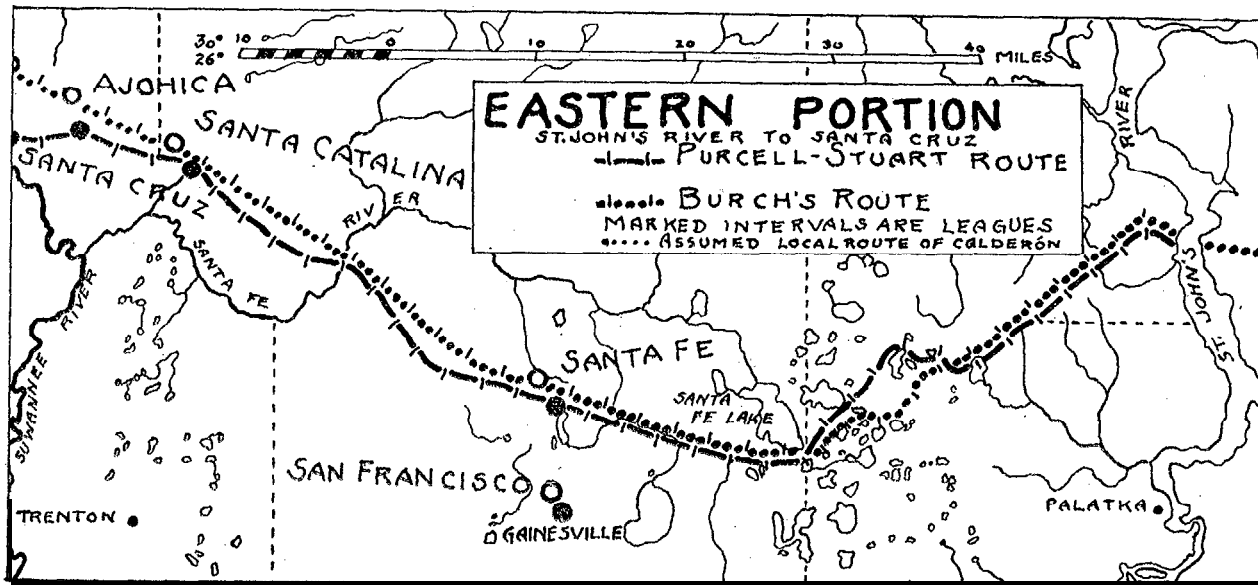 30°
26°
10 0 10 20 30 40 MILES
EASTERN PORTION
ST. JOHN'S RIVER TO SANTA CRUZ
PURCELL-STUART ROUTE
BURCH'S ROUTE
MARKED INTERVALS ARE LEAGUES
ASSUMED LOCAL ROUTE OF CALDERÓN
AJOHICA
SANTA CATALINA
SANTA CRUZ
RIVER
SANTA FE
SUWANNEE RIVER
SANTA FE
SANTA
FE LAKE
SAN FRANCISCO
GAINESVILLE
TRENTON
PALATKA
RIVER
ST. JOHN'S